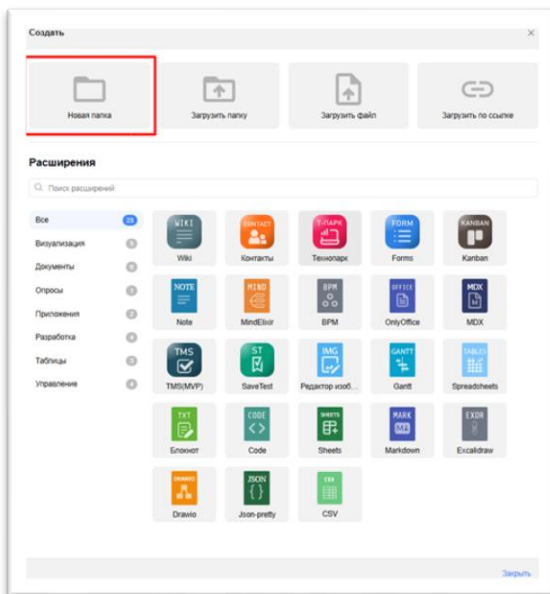 Создать
Новая папка
Загрузить папку
Загрузить файл
Загрузить по ссылке
Расширения
Поиск расширений
Все
Визуализация
Документы
Опросы
Приложения
Разработка
Таблицы
Управление
WIKI CONTACT Т-ПАРК FORM KANBAN
Wiki Контакты Технопарк Forms Kanban
NOTE MIND BPM OFFICE MDX
Note MindElixir BPM OnlyOffice MDX
TMS ST IMG GANTT TABLES
TMS(MVP) SaveTest Редактор изоб... Gantt Spreadsheets
TXT CODE SHEETS MARK EXDR
Блокнот Code Sheets Markdown Excalidraw
DRAWIO JSON CSV
Drawio Json-pretty CSV
Закрыть